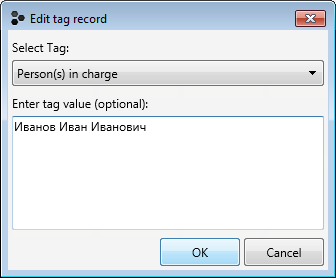 Edit tag record
Select Tag:
Person(s) in charge
Enter tag value (optional):
Иванов Иван Иванович
OK
Cancel